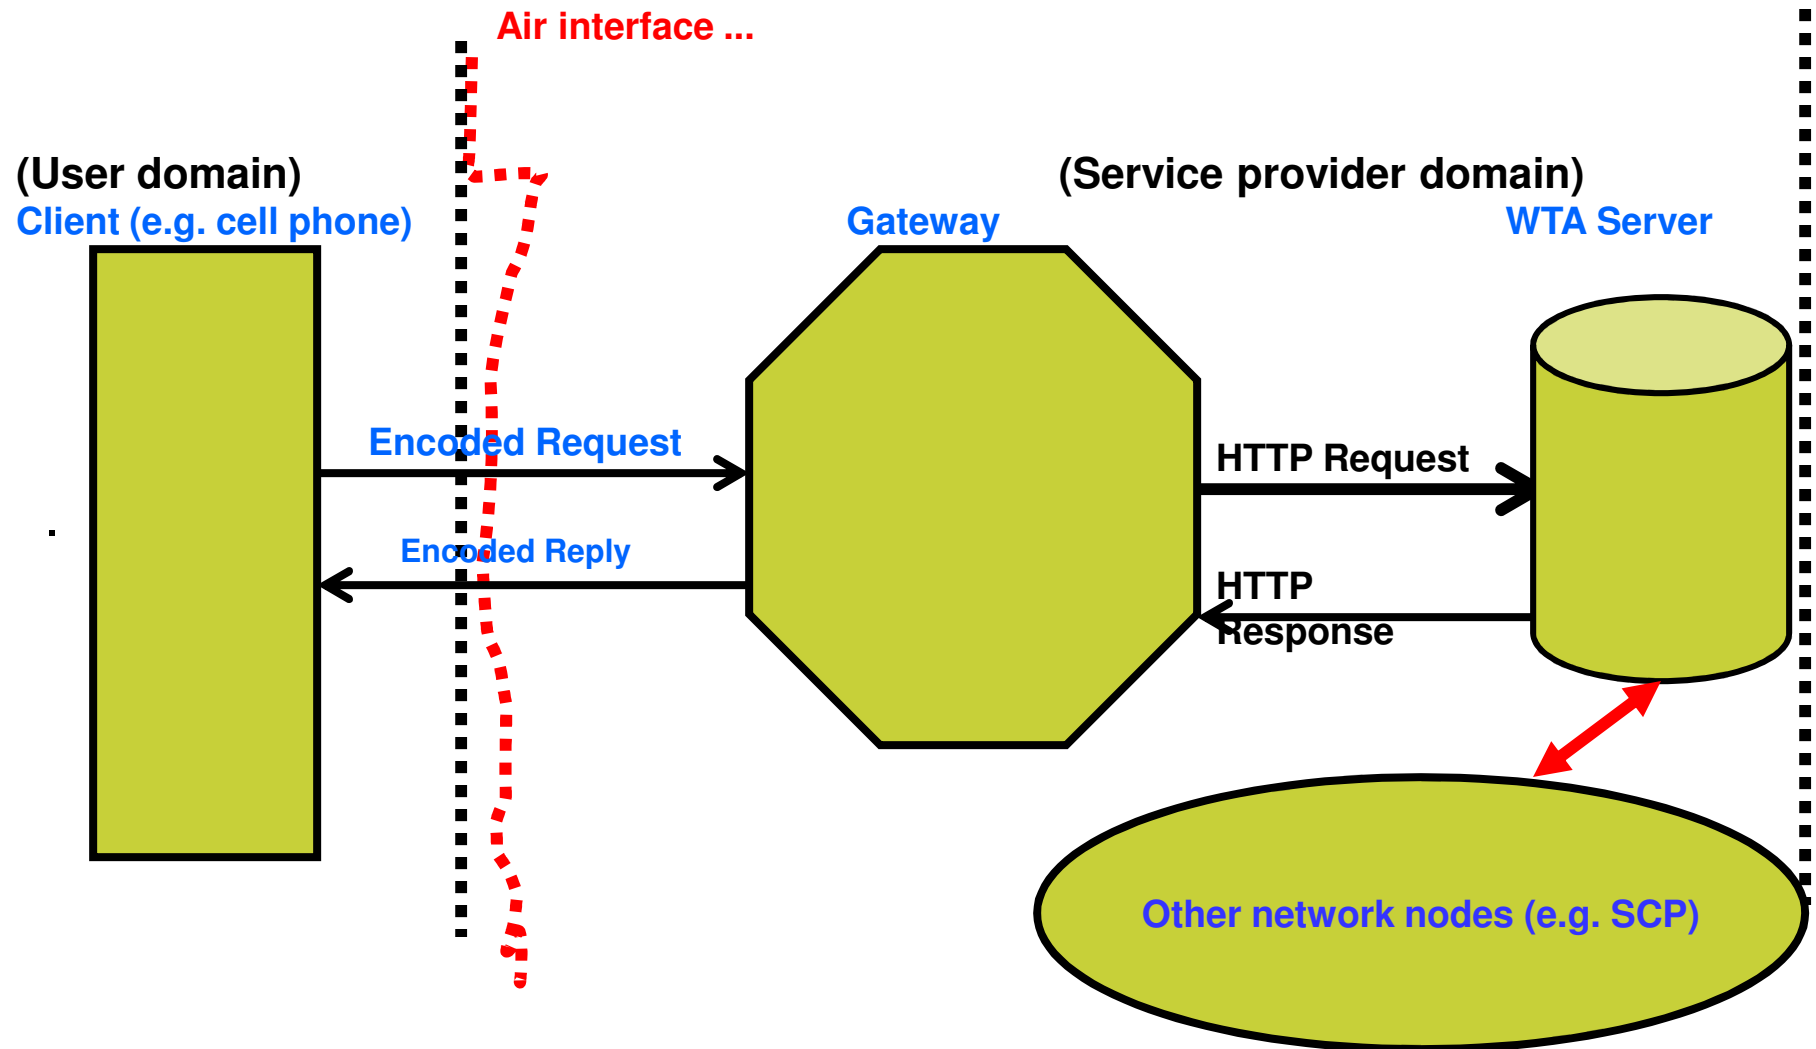 Air interface ...
(User domain)
(Service provider domain)
Client (e.g. cell phone)
Gateway
WTA Server
Encoded Request
HTTP Request
Encoded Reply
HTTP
Response
Other network nodes (e.g. SCP)